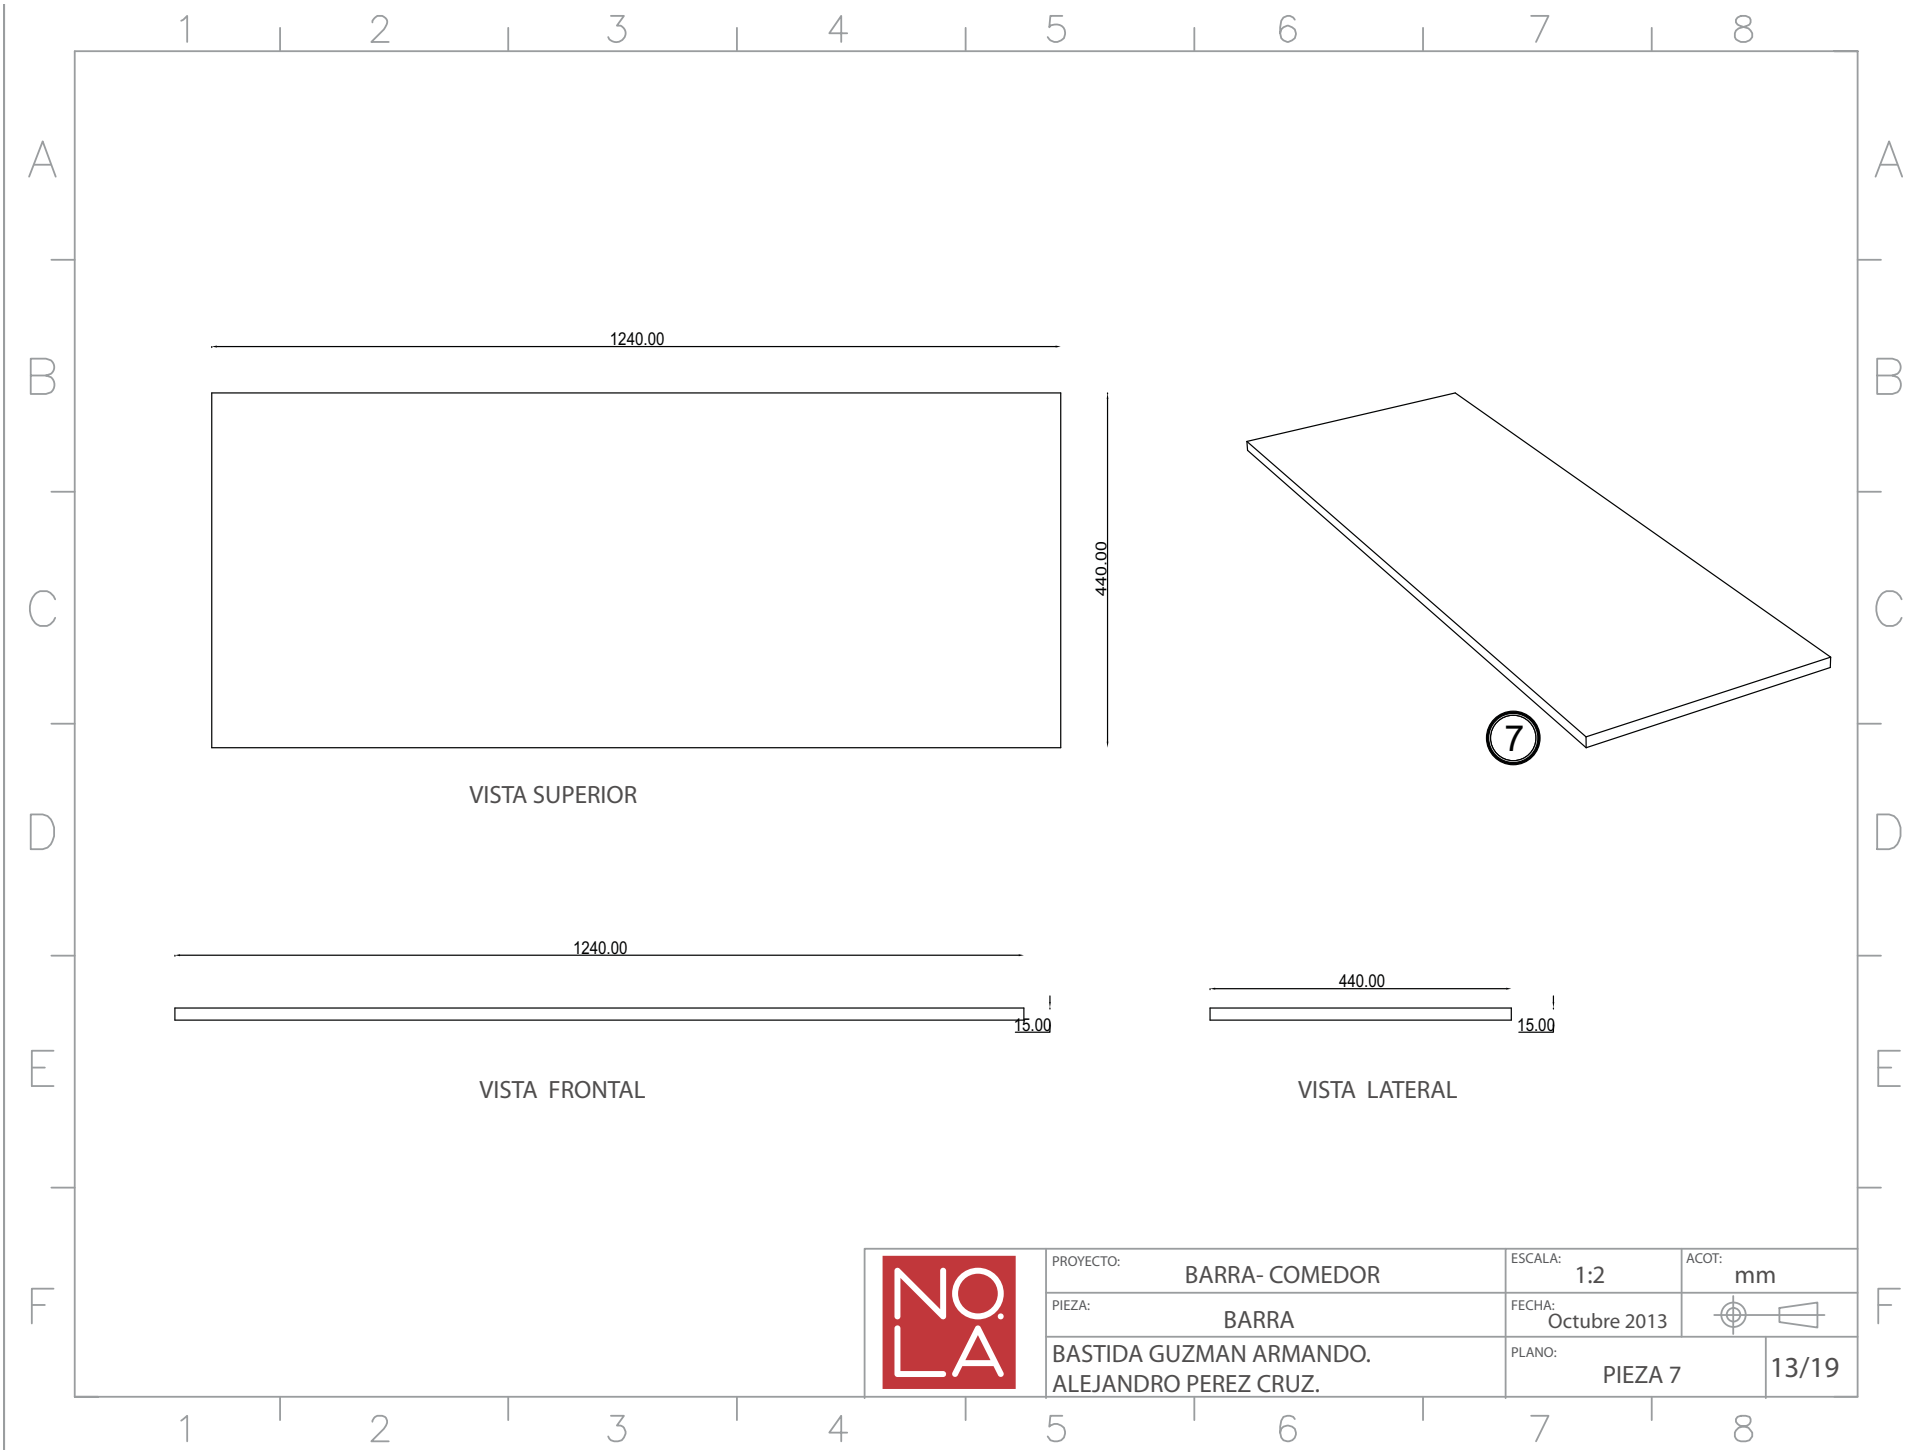 1 2 3 4 5 6 7 8
A A
1240.00
B B
440.00
C C
7
VISTA SUPERIOR
D D
1240.00
440.00
15.00
15.00
E E
VISTA FRONTAL
VISTA LATERAL
F F
NO.
LA
PROYECTO: BARRA- COMEDOR
ESCALA: 1:2
ACOT: mm
PIEZA: BARRA
FECHA: Octubre 2013
BASTIDA GUZMAN ARMANDO.
ALEJANDRO PEREZ CRUZ.
PLANO: PIEZA 7
13/19
1 2 3 4 5 6 7 8